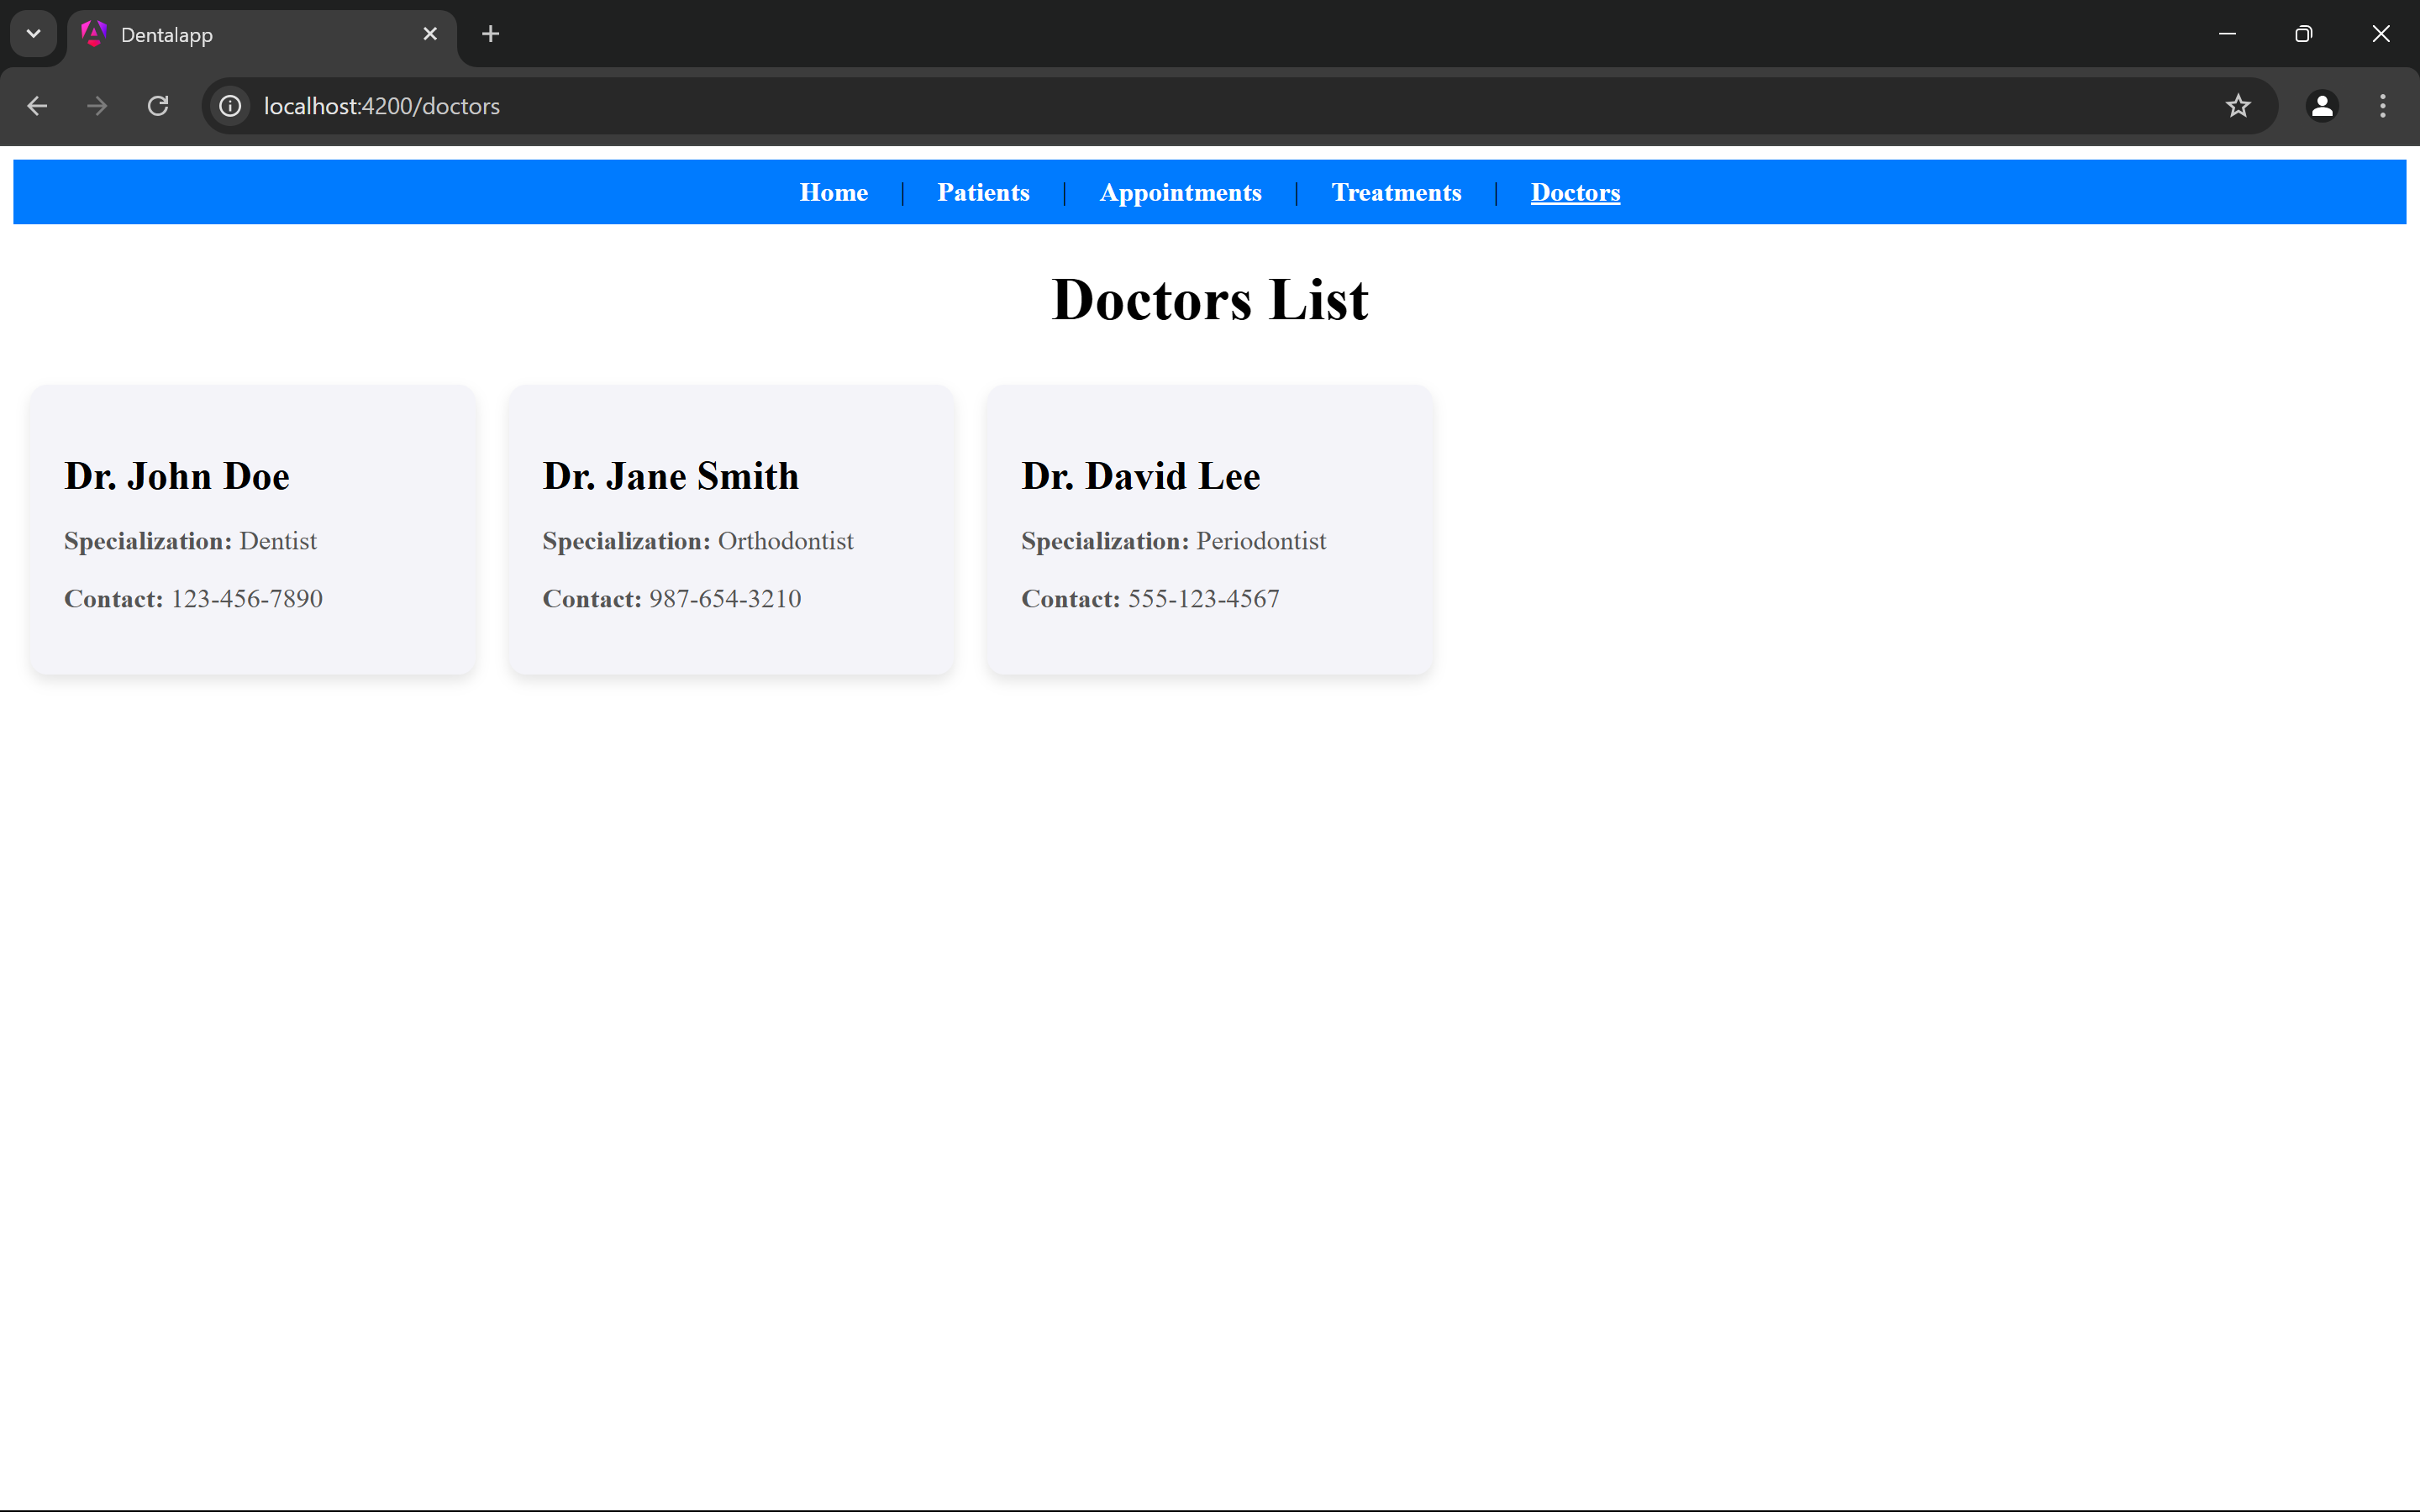 Dentalapp
localhost:4200/doctors
Home | Patients | Appointments | Treatments | Doctors
Doctors List
Dr. John Doe
Specialization: Dentist
Contact: 123-456-7890
Dr. Jane Smith
Specialization: Orthodontist
Contact: 987-654-3210
Dr. David Lee
Specialization: Periodontist
Contact: 555-123-4567